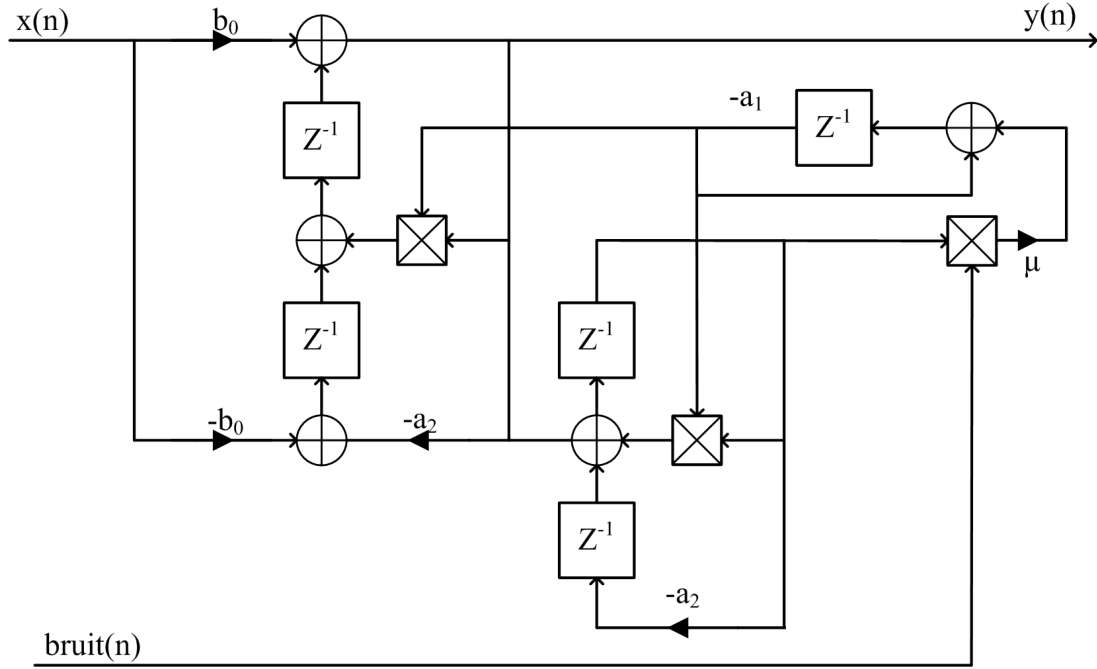 x(n)
b₀
y(n)
-a₁
Z⁻¹
Z⁻¹
μ
Z⁻¹
Z⁻¹
-b₀
-a₂
Z⁻¹
-a₂
bruit(n)